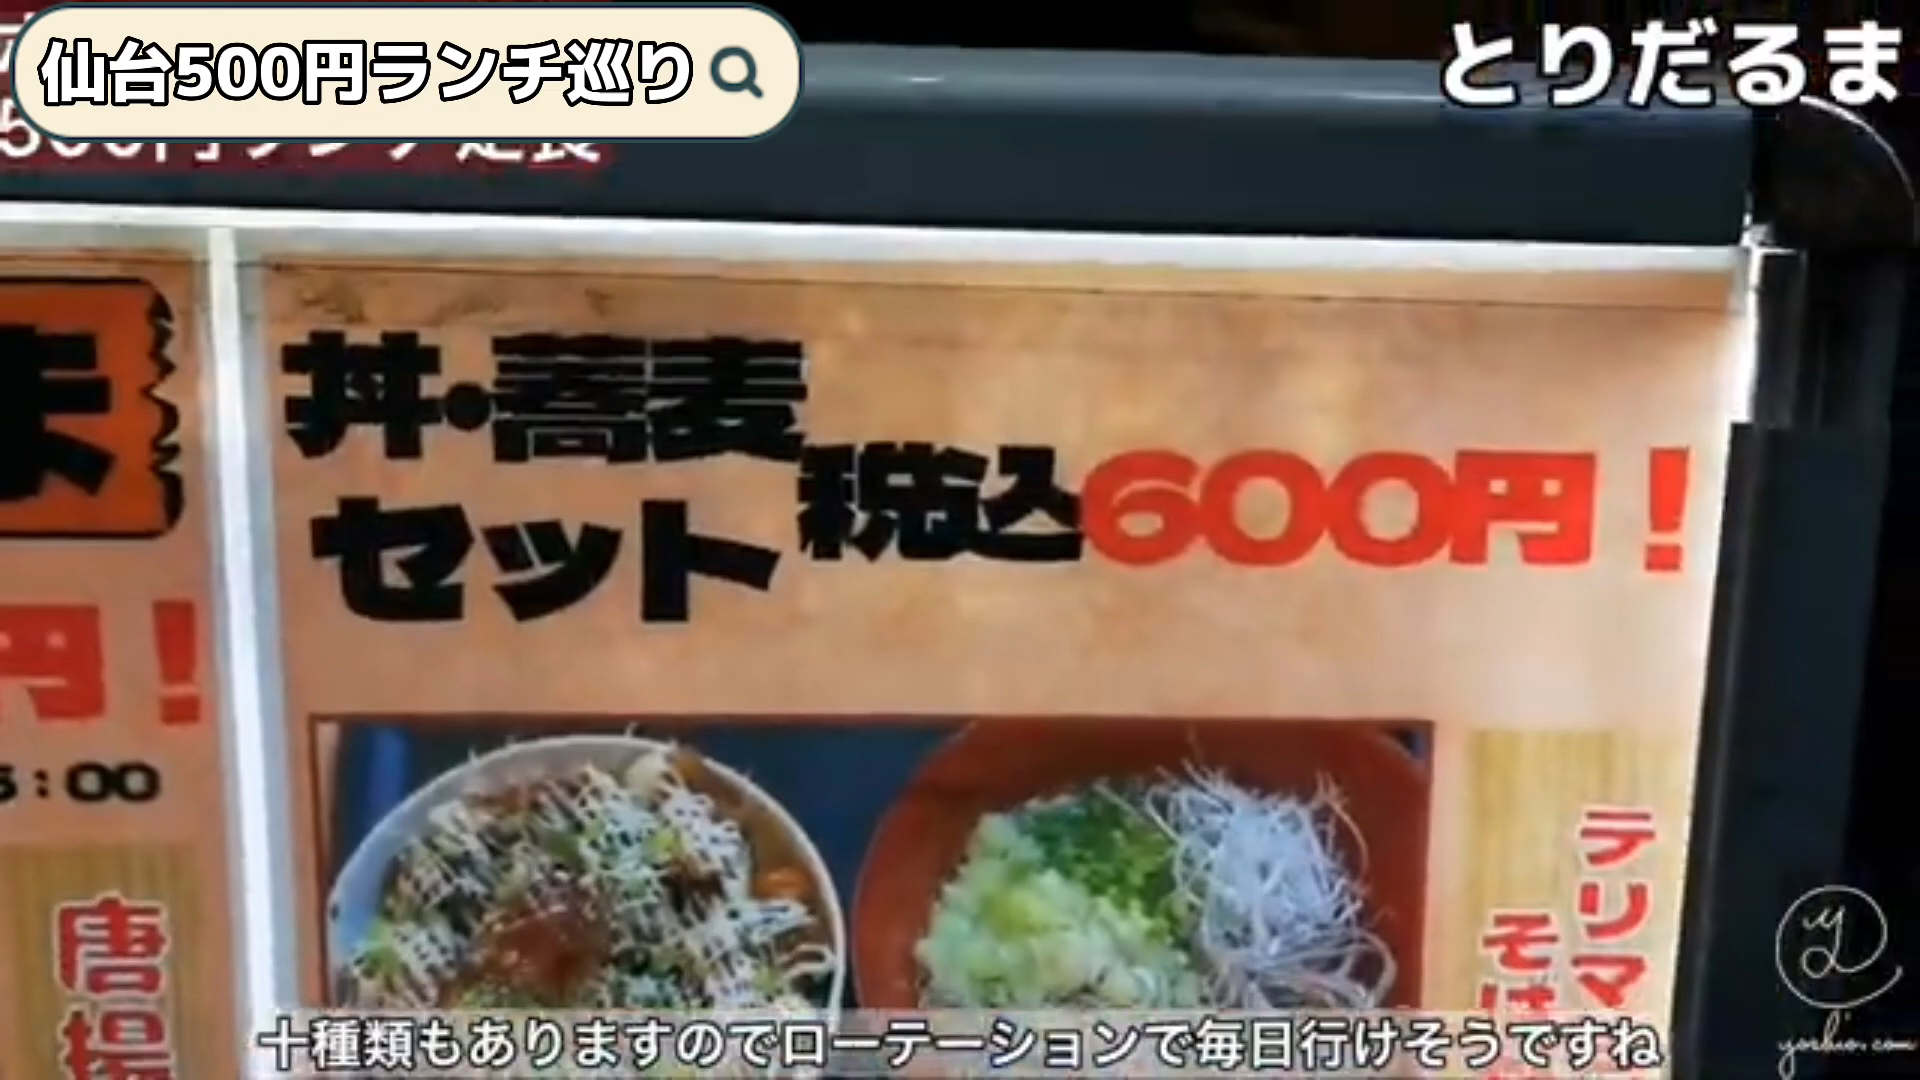 仙台500円ランチ巡り
とりだるま
丼・蕎麦
セット
税込600円！
ま
円！
5：00
唐揚
テリマ
そば
十種類もありますのでローテーションで毎日行けそうですね
yoshio.com